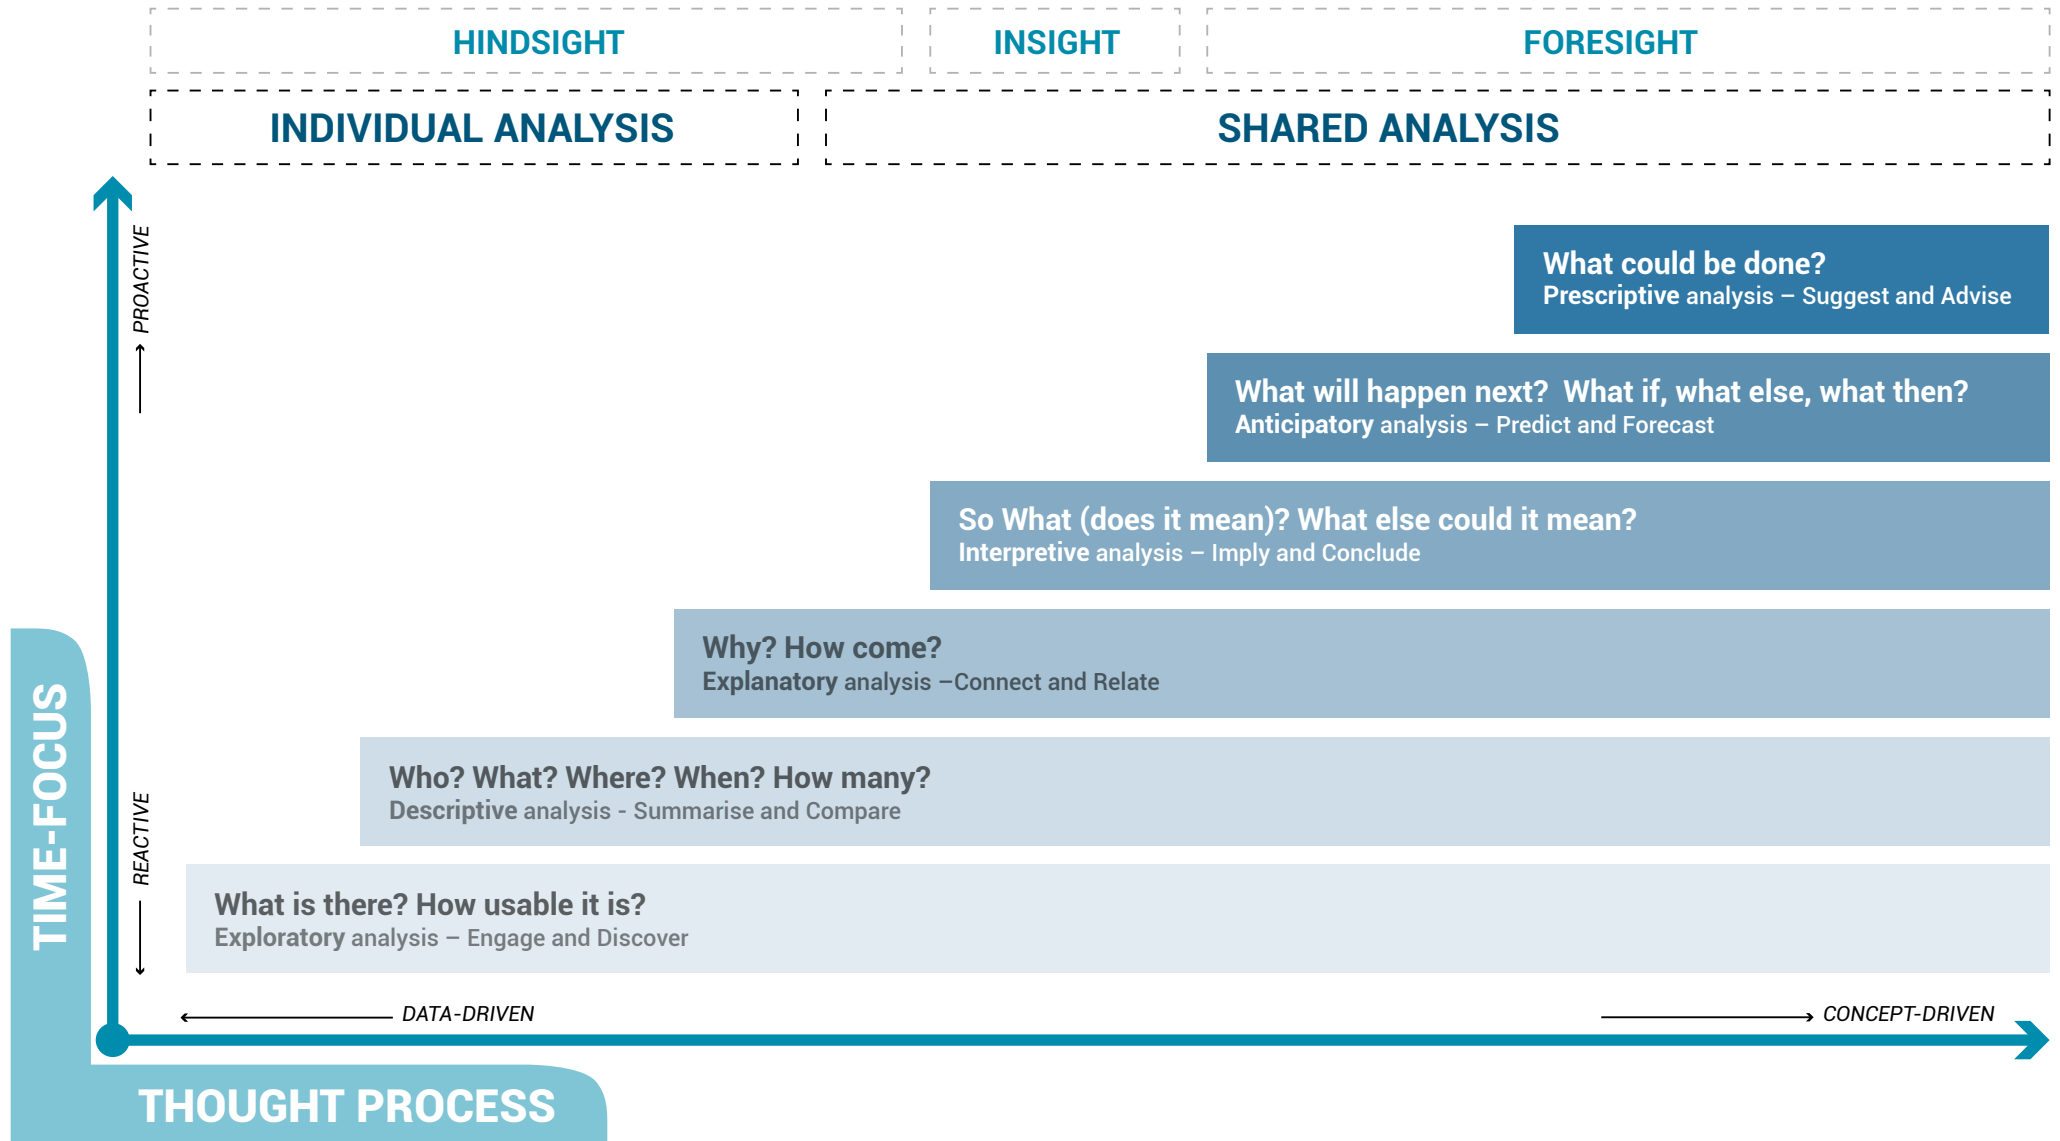 HINDSIGHT
INSIGHT
FORESIGHT
INDIVIDUAL ANALYSIS
SHARED ANALYSIS
PROACTIVE
What could be done?
Prescriptive analysis – Suggest and Advise
What will happen next?  What if, what else, what then?
Anticipatory analysis – Predict and Forecast
So What (does it mean)? What else could it mean?
Interpretive analysis – Imply and Conclude
Why? How come?
Explanatory analysis –Connect and Relate
Who? What? Where? When? How many?
Descriptive analysis - Summarise and Compare
What is there? How usable it is?
Exploratory analysis – Engage and Discover
REACTIVE
TIME-FOCUS
DATA-DRIVEN
CONCEPT-DRIVEN
THOUGHT PROCESS